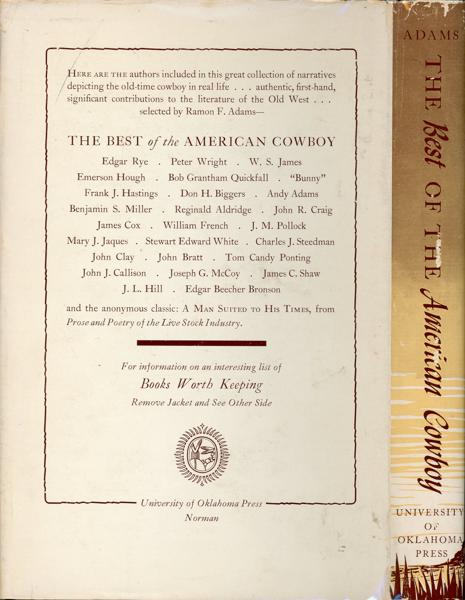 Here are the authors included in this great collection of narratives
depicting the old-time cowboy in real life . . . authentic, first-hand,
significant contributions to the literature of the Old West . . .
selected by Ramon F. Adams—
THE BEST of the AMERICAN COWBOY
Edgar Rye . Peter Wright . W. S. James
Emerson Hough . Bob Grantham Quickfall . “Bunny”
Frank J. Hastings . Don H. Biggers . Andy Adams
Benjamin S. Miller . Reginald Aldridge . John R. Craig
James Cox . William French . J. M. Pollock
Mary J. Jaques . Stewart Edward White . Charles J. Steedman
John Clay . John Bratt . Tom Candy Ponting
John J. Callison . Joseph G. McCoy . James C. Shaw
J. L. Hill . Edgar Beecher Bronson
and the anonymous classic: A Man Suited to His Times, from
Prose and Poetry of the Live Stock Industry.
For information on an interesting list of
Books Worth Keeping
Remove Jacket and See Other Side
University of Oklahoma Press
Norman
ADAMS
THE Best OF THE American Cowboy
UNIVERSITY
OF
OKLAHOMA
PRESS